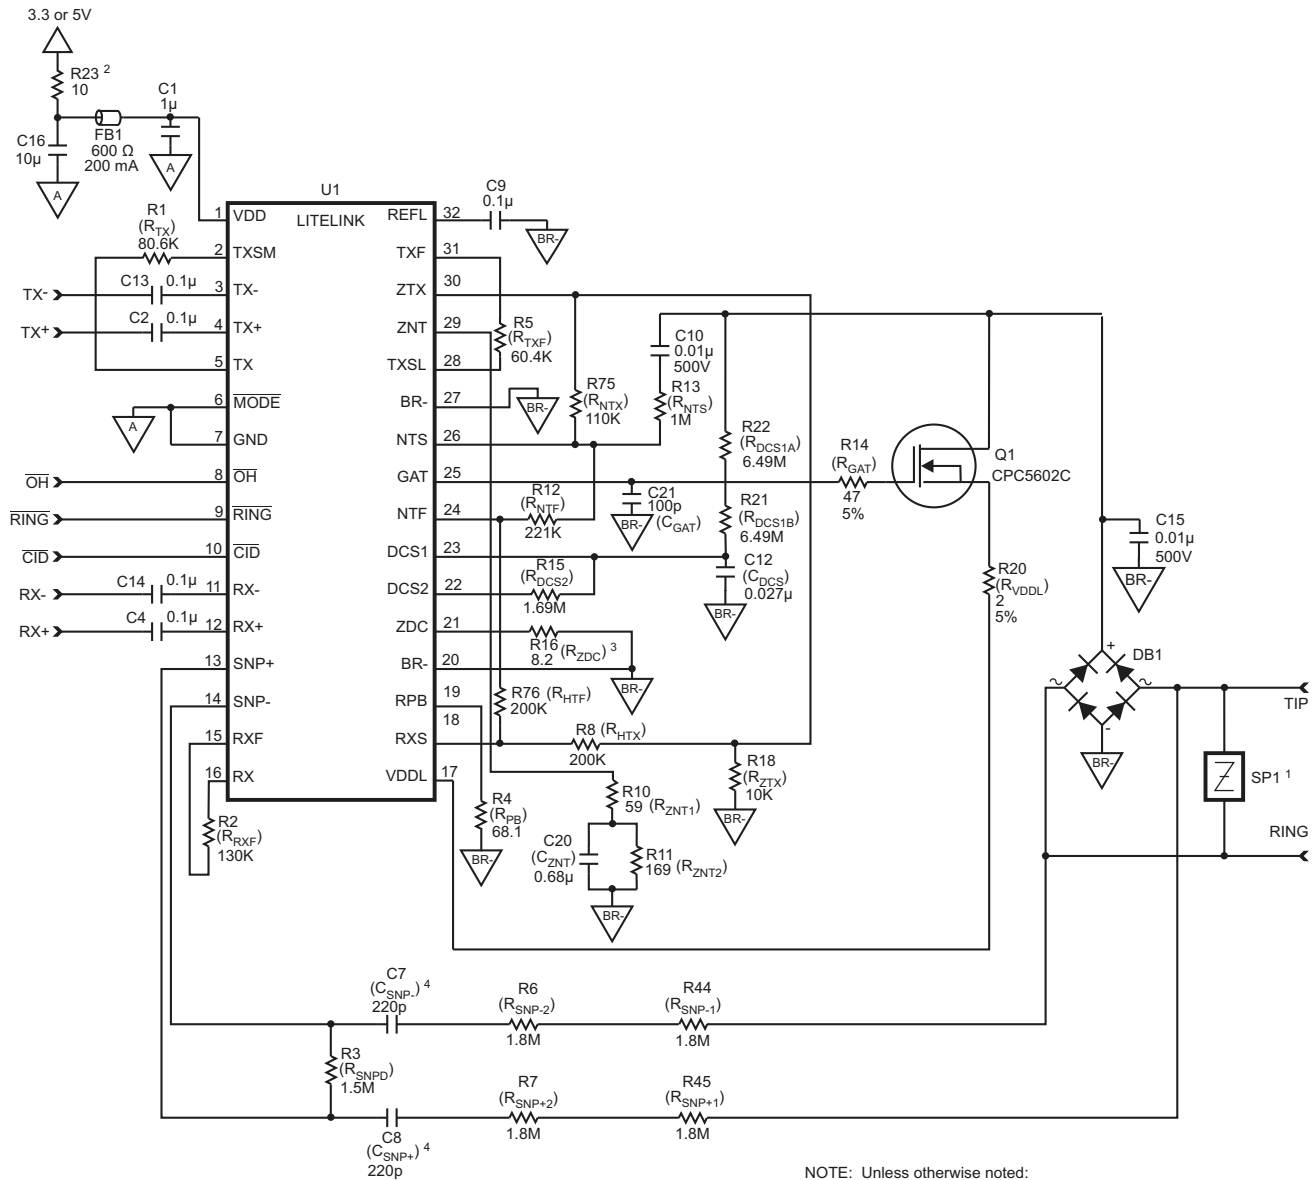 3.3 or 5V
R23 2
10
C1
1µ
C16
10µ
FB1
600 Ω
200 mA
A
A
U1
LITELINK
R1
(RTX)
80.6K
C13 0.1µ
TX-
C2 0.1µ
TX+
A
OH
RING
CID
C14 0.1µ
RX-
C4 0.1µ
RX+
1 VDD
2 TXSM
3 TX-
4 TX+
5 TX
6 MODE
7 GND
8 OH
9 RING
10 CID
11 RX-
12 RX+
13 SNP+
14 SNP-
15 RXF
16 RX
R2
(RRXF)
130K
REFL 32
TXF 31
ZTX 30
ZNT 29
TXSL 28
BR- 27
NTS 26
GAT 25
NTF 24
DCS1 23
DCS2 22
ZDC 21
BR- 20
RPB 19
RXS 18
VDDL 17
C9
0.1µ
BR-
R5
(RTXF)
60.4K
BR-
R75
(RNTX)
110K
C10
0.01µ
500V
R13
(RNTS)
1M
R22
(RDCS1A)
6.49M
R21
(RDCS1B)
6.49M
R14
(RGAT)
47
5%
Q1
CPC5602C
C21
100p
(CGAT)
BR-
R12
(RNTF)
221K
R15
(RDCS2)
1.69M
C12
(CDCS)
0.027µ
BR-
R16 (RZDC) 3
8.2
BR-
R76 (RHTF)
200K
R8 (RHTX)
200K
R18
(RZTX)
10K
BR-
R20
(RVDDL)
2
5%
C15
0.01µ
500V
BR-
DB1
+
~
~
-
BR-
TIP
SP1 1
RING
R4
(RPB)
68.1
BR-
R10
59 (RZNT1)
C20
(CZNT)
0.68µ
R11
169 (RZNT2)
BR-
C7
(CSNP-) 4
220p
R6
(RSNP-2)
1.8M
R44
(RSNP-1)
1.8M
R3
(RSNPD)
1.5M
R7
(RSNP+2)
1.8M
R45
(RSNP+1)
1.8M
C8
(CSNP+) 4
220p
NOTE: Unless otherwise noted: